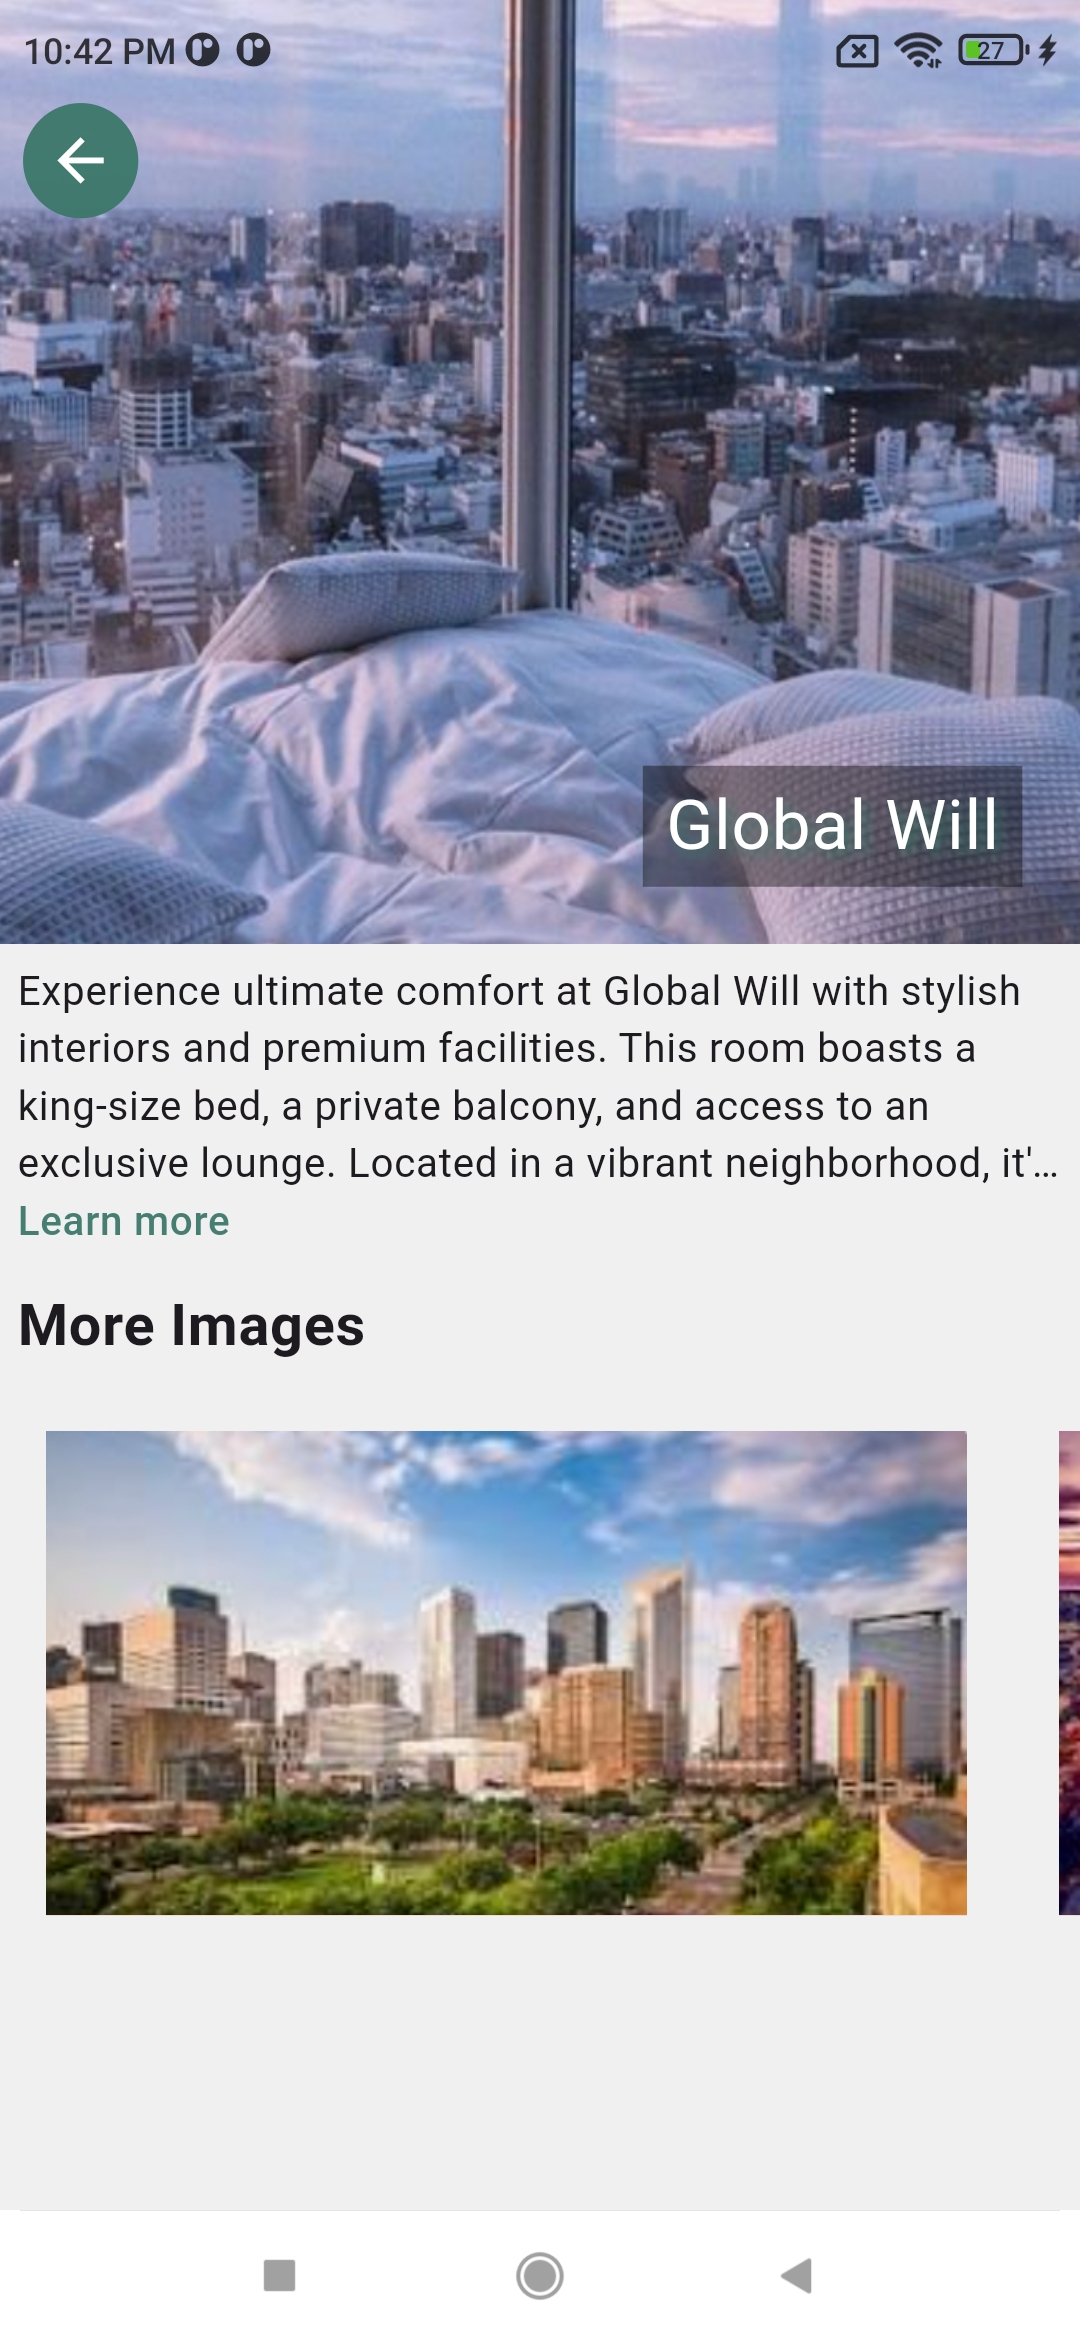 10:42 PM
27
Global Will
Experience ultimate comfort at Global Will with stylish
interiors and premium facilities. This room boasts a
king-size bed, a private balcony, and access to an
exclusive lounge. Located in a vibrant neighborhood, it'...
Learn more
More Images